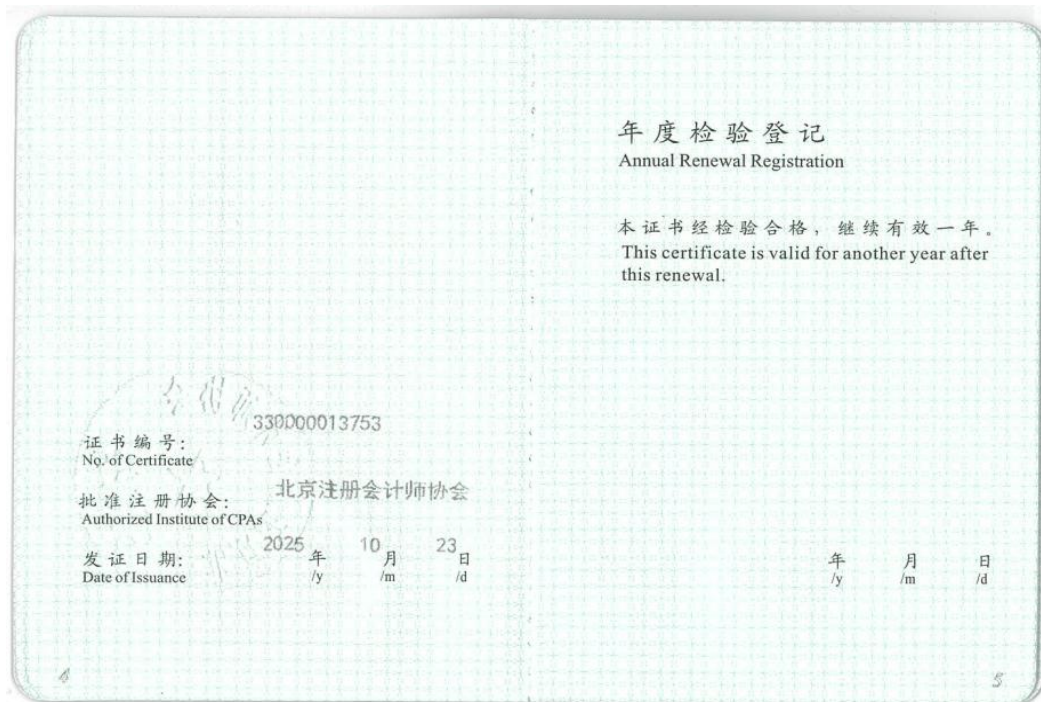 330000013753
证书编号:
No. of Certificate
北京注册会计师协会
批准注册协会:
Authorized Institute of CPAs
2025 10 23
发证日期: 年 月 日
Date of Issuance /y /m /d
4
年度检验登记
Annual Renewal Registration
本证书经检验合格，继续有效一年。
This certificate is valid for another year after
this renewal.
年 月 日
/y /m /d
5